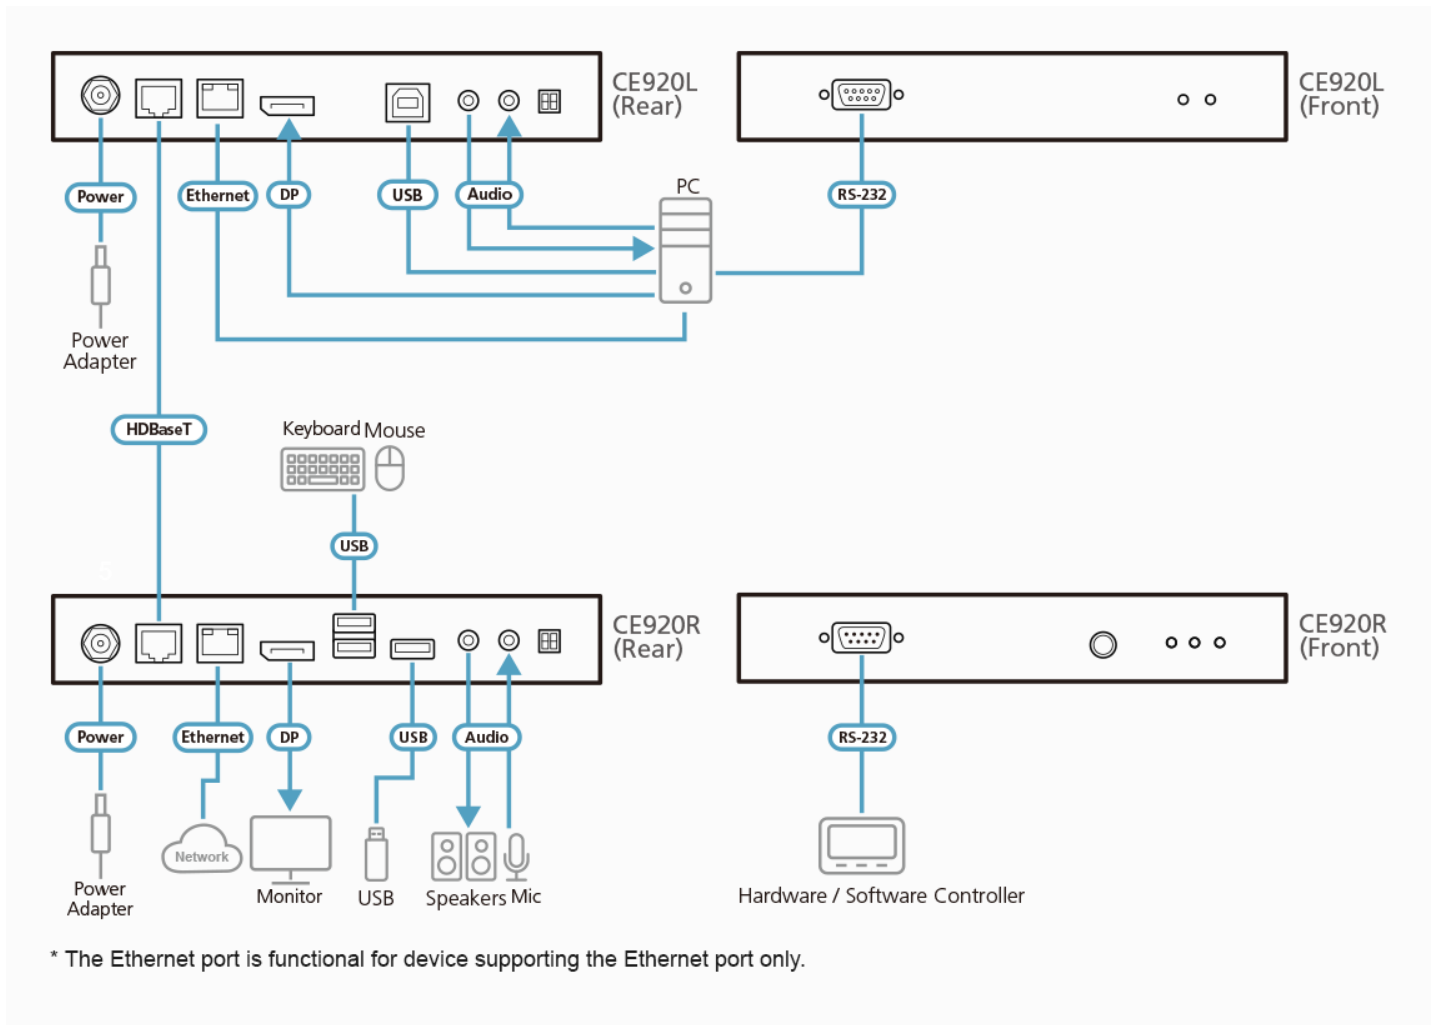 CE920L
(Rear)
CE920L
(Front)
Power
Ethernet
DP
USB
Audio
PC
RS-232
Power
Adapter
HDBaseT
Keyboard Mouse
USB
CE920R
(Rear)
CE920R
(Front)
Power
Ethernet
DP
USB
Audio
RS-232
Network
Power
Adapter
Monitor
USB
Speakers Mic
Hardware / Software Controller
* The Ethernet port is functional for device supporting the Ethernet port only.